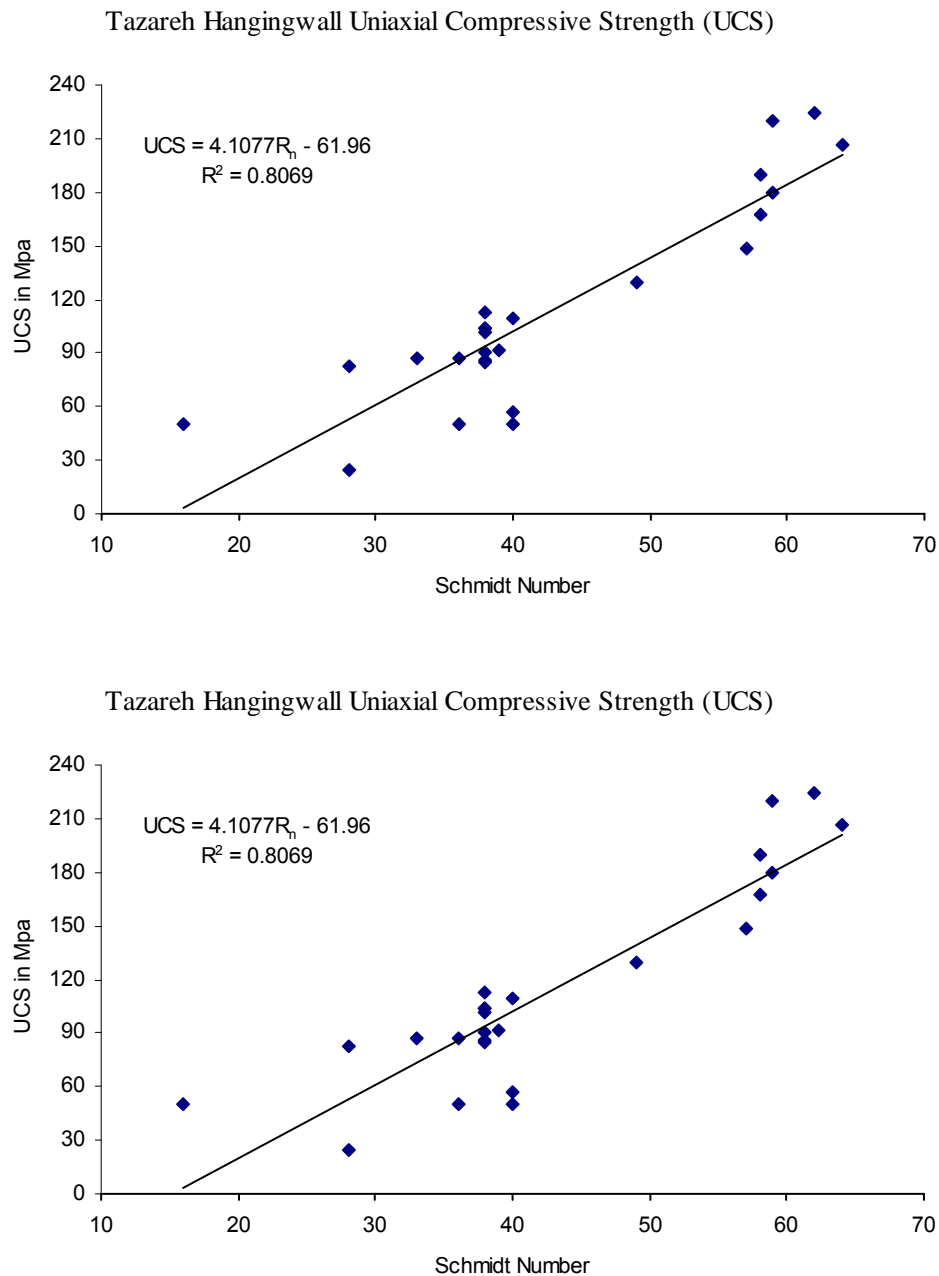 Tazareh Hangingwall Uniaxial Compressive Strength (UCS)
240
210
180
150
120
90
60
30
0
UCS in Mpa
UCS = 4.1077Rn - 61.96
R² = 0.8069
10 20 30 40 50 60 70
Schmidt Number
Tazareh Hangingwall Uniaxial Compressive Strength (UCS)
240
210
180
150
120
90
60
30
0
UCS in Mpa
UCS = 4.1077Rn - 61.96
R² = 0.8069
10 20 30 40 50 60 70
Schmidt Number